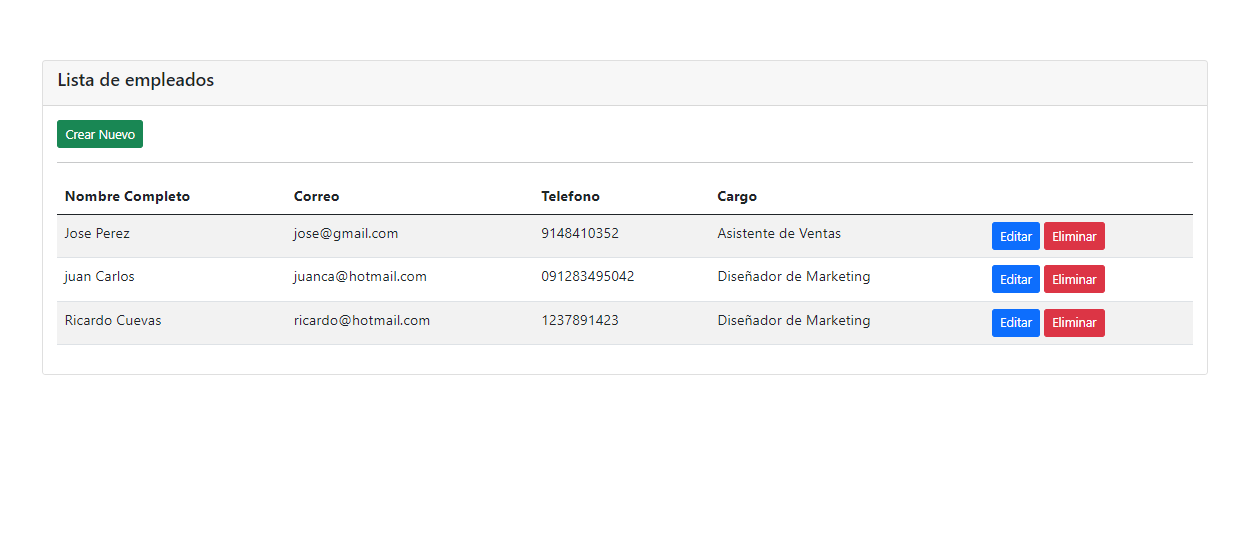 Lista de empleados
Crear Nuevo
Nombre Completo Correo Telefono Cargo
Jose Perez jose@gmail.com 9148410352 Asistente de Ventas Editar Eliminar
juan Carlos juanca@hotmail.com 091283495042 Diseñador de Marketing Editar Eliminar
Ricardo Cuevas ricardo@hotmail.com 1237891423 Diseñador de Marketing Editar Eliminar